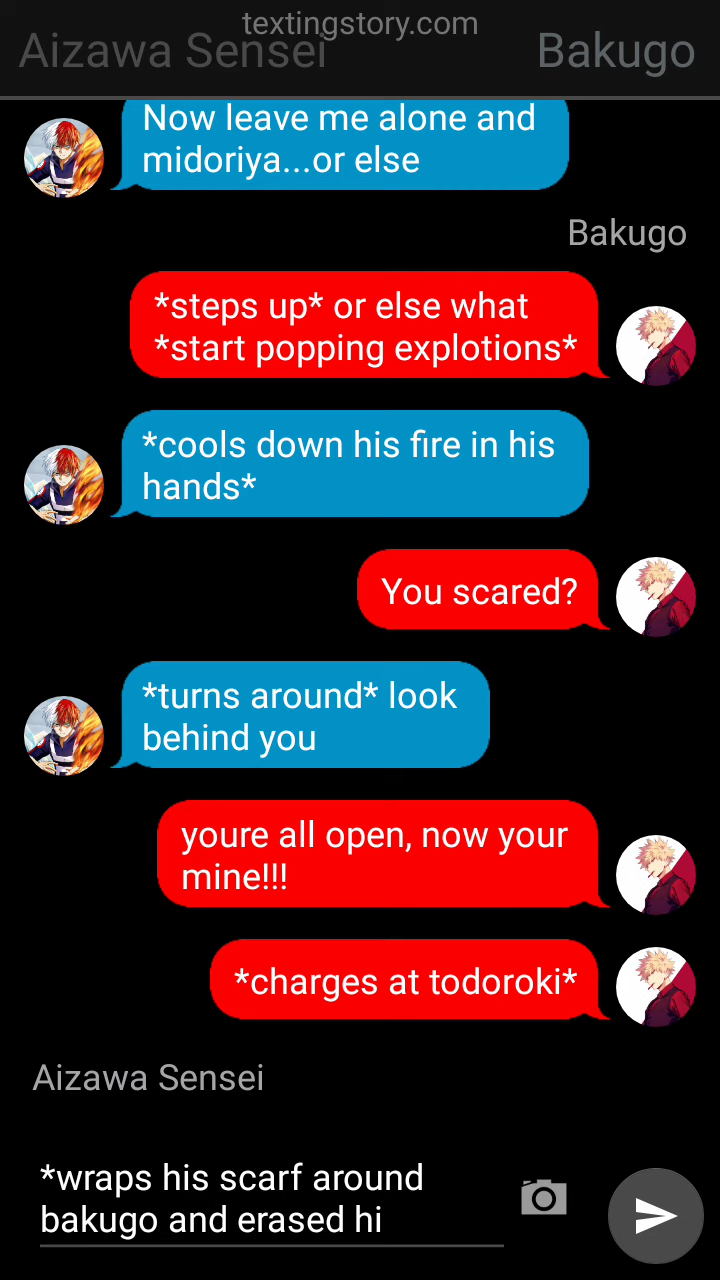 textingstory.com
Aizawa Sensei
Bakugo
Now leave me alone and
midoriya...or else
Bakugo
*steps up* or else what
*start popping explotions*
*cools down his fire in his
hands*
You scared?
*turns around* look
behind you
youre all open, now your
mine!!!
*charges at todoroki*
Aizawa Sensei
*wraps his scarf around
bakugo and erased hi